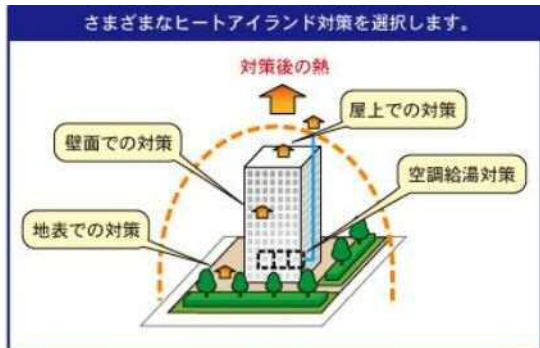 さまざまなヒートアイランド対策を選択します。
対策後の熱
屋上での対策
壁面での対策
空調給湯対策
地表での対策